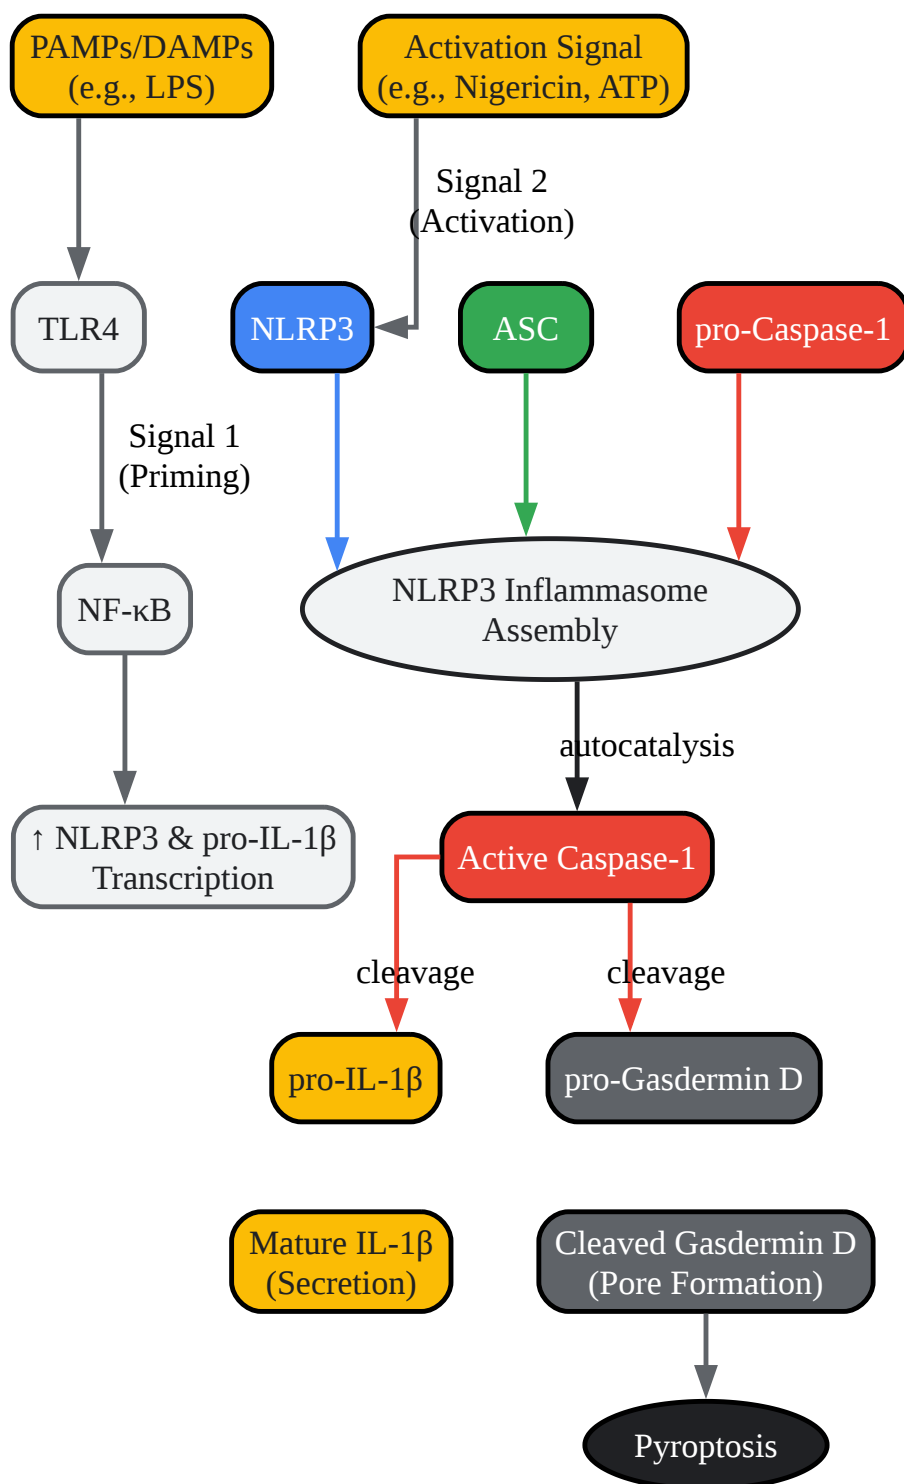 PAMPs/DAMPs
(e.g., LPS)
Activation Signal
(e.g., Nigericin, ATP)
Signal 2
(Activation)
TLR4
NLRP3
ASC
pro-Caspase-1
Signal 1
(Priming)
NF-κB
NLRP3 Inflammasome
Assembly
autocatalysis
↑ NLRP3 & pro-IL-1β
Transcription
Active Caspase-1
cleavage
cleavage
pro-IL-1β
pro-Gasdermin D
Mature IL-1β
(Secretion)
Cleaved Gasdermin D
(Pore Formation)
Pyroptosis